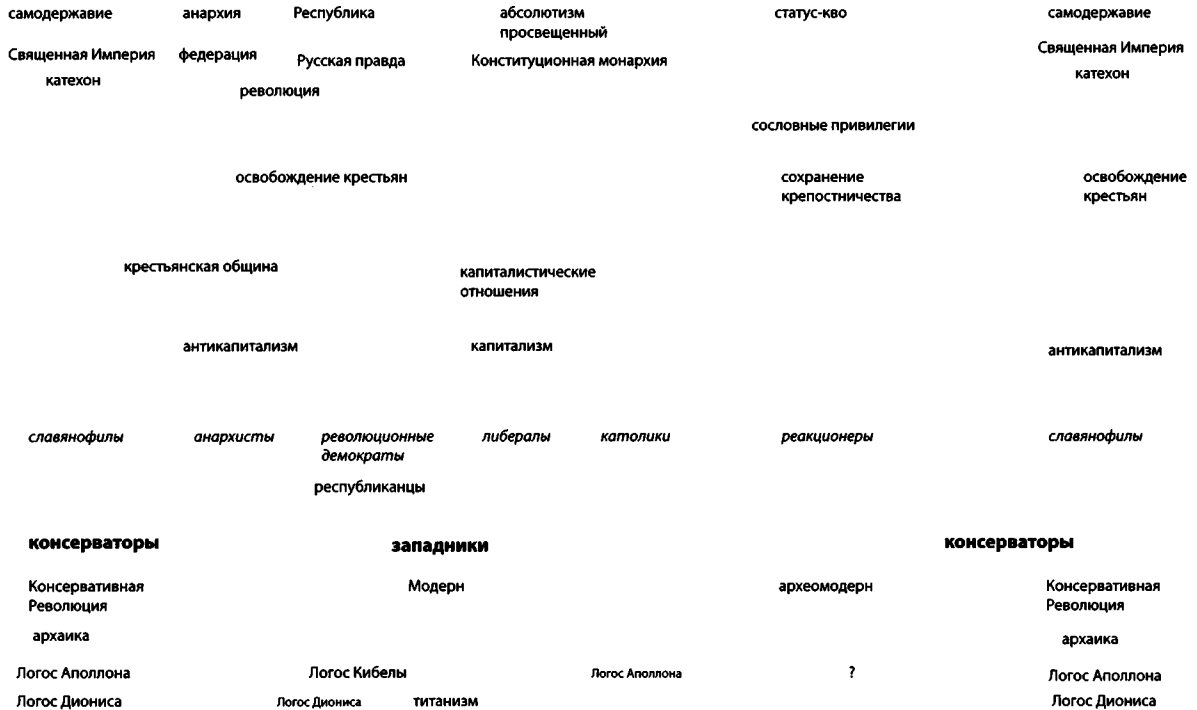 самодержавие анархия Республика абсолютизм просвещенный статус-кво самодержавие
Священная Империя федерация Русская правда Конституционная монархия Священная Империя
катехон революция катехон
сословные привилегии
освобождение крестьян сохранение крепостничества освобождение крестьян
крестьянская община капиталистические отношения
антикапитализм капитализм антикапитализм
славянофилы анархисты революционные демократы либералы католики реакционеры славянофилы
республиканцы
консерваторы западники консерваторы
Консервативная Революция Модерн археомодерн Консервативная Революция
архаика архаика
Логос Аполлона Логос Кибелы Логос Аполлона ? Логос Аполлона
Логос Диониса Логос Диониса титанизм Логос Диониса